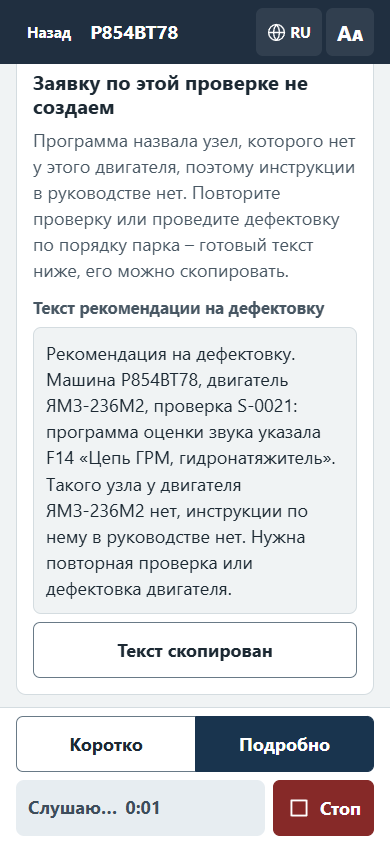 Назад P854BT78 RU Aᴀ
Заявку по этой проверке не
создаем
Программа назвала узел, которого нет
у этого двигателя, поэтому инструкции
в руководстве нет. Повторите
проверку или проведите дефектовку
по порядку парка – готовый текст
ниже, его можно скопировать.
Текст рекомендации на дефектовку
Рекомендация на дефектовку.
Машина P854BT78, двигатель
ЯМЗ-236М2, проверка S-0021:
программа оценки звука указала
F14 «Цепь ГРМ, гидронатяжитель».
Такого узла у двигателя
ЯМЗ-236М2 нет, инструкции по
нему в руководстве нет. Нужна
повторная проверка или
дефектовка двигателя.
Текст скопирован
Коротко Подробно
Слушаю... 0:01 Стоп